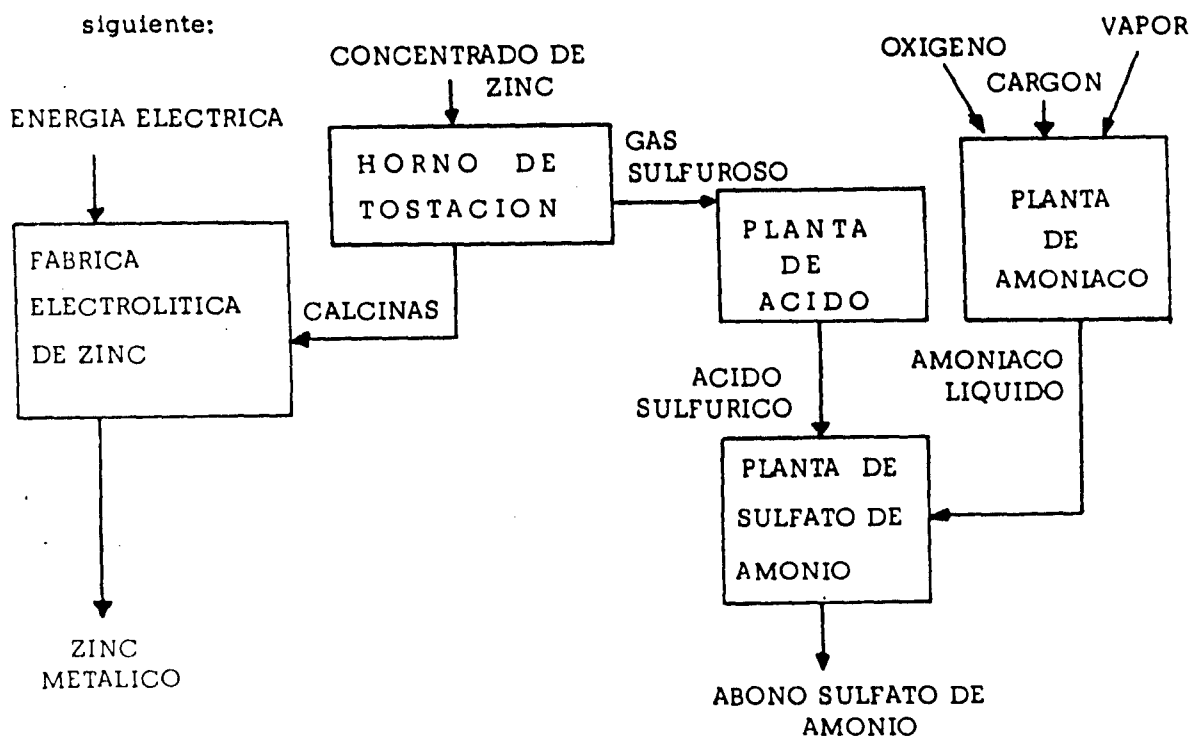 siguiente:
CONCENTRADO DE
ZINC
OXIGENO
VAPOR
CARGON
ENERGIA ELECTRICA
HORNO DE
TOSTACION
GAS
SULFUROSO
PLANTA
DE
AMONIACO
PLANTA
DE
ACIDO
FABRICA
ELECTROLITICA
DE ZINC
CALCINAS
ACIDO
SULFURICO
AMONIACO
LIQUIDO
PLANTA DE
SULFATO DE
AMONIO
ZINC
METALICO
ABONO SULFATO DE
AMONIO